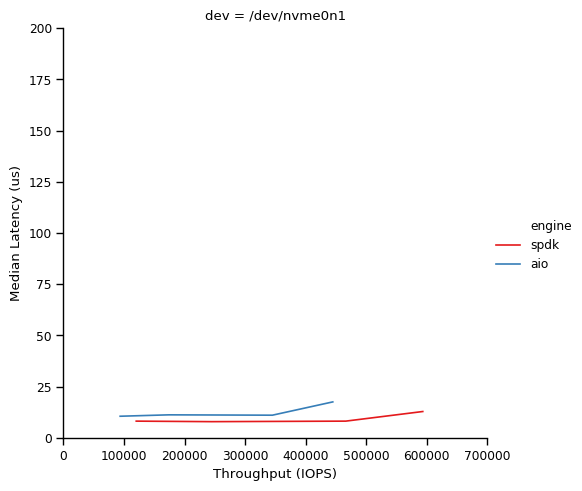 dev = /dev/nvme0n1
200
175
150
125
100
75
50
25
0
Median Latency (us)
0 100000 200000 300000 400000 500000 600000 700000
Throughput (IOPS)
engine
spdk
aio